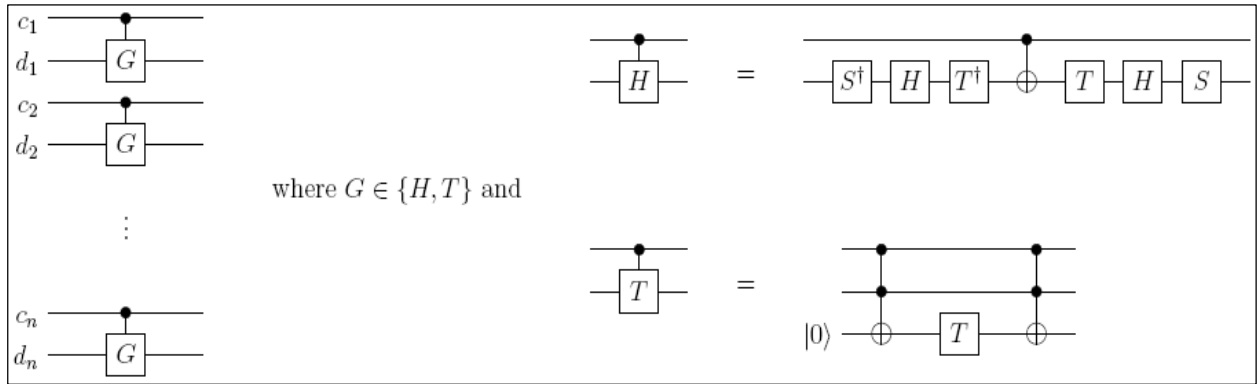 c₁
d₁ G
c₂
d₂ G
⋮
cₙ
dₙ G
where G ∈ {H, T} and
H = S† H T† T H S
T = |0⟩ T